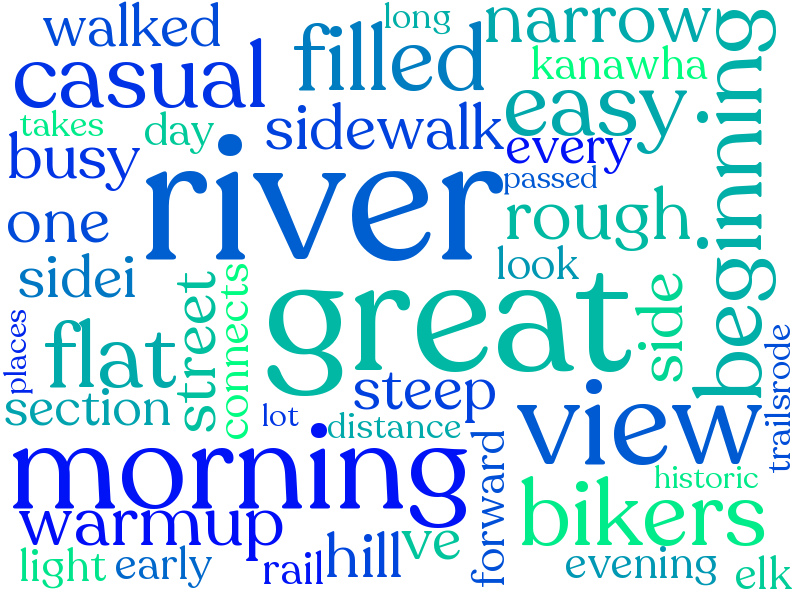 walked
long
narrow
casual
filled
kanawha
easy
beginning
takes
day
sidewalk
busy
every
river
passed
one
rough
look
sidei
street
connects
great
side
places
flat
trailsrode
steep
section
lot
distance
view
morning
forward
historic
warmup
bikers
light
early
rail
hill
ve
evening
elk